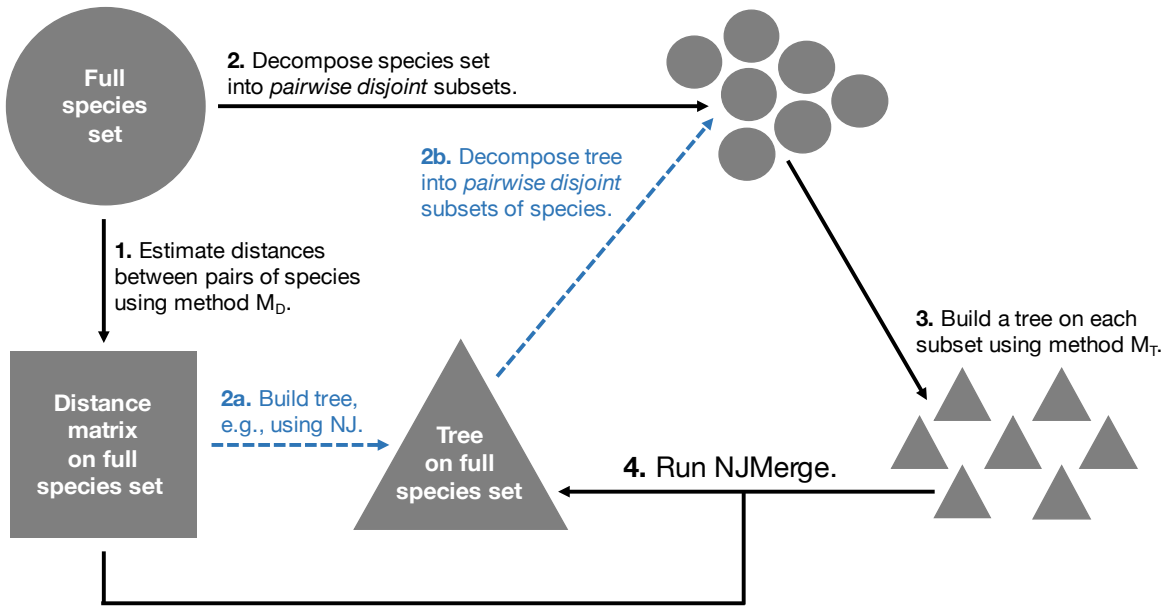 Full
species
set
2. Decompose species set
into pairwise disjoint subsets.
2b. Decompose tree
into pairwise disjoint
subsets of species.
1. Estimate distances
between pairs of species
using method M_D.
3. Build a tree on each
subset using method M_T.
Distance
matrix
on full
species set
2a. Build tree,
e.g., using NJ.
Tree
on full
species set
4. Run NJMerge.